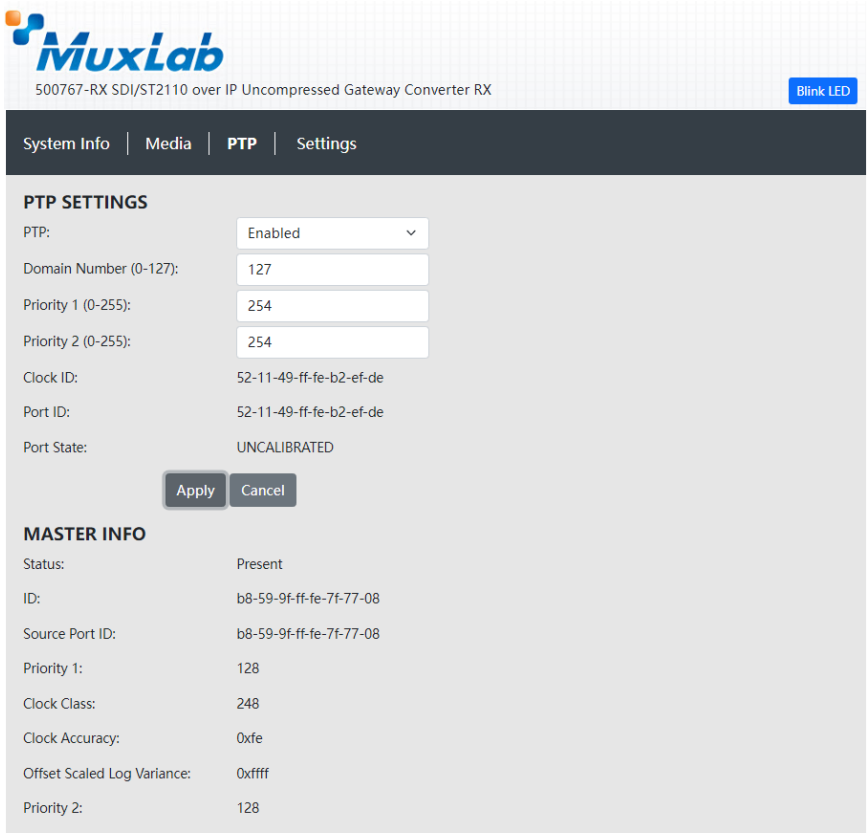 MuxLab
500767-RX SDI/ST2110 over IP Uncompressed Gateway Converter RX
Blink LED
System Info | Media | PTP | Settings
PTP SETTINGS
PTP: Enabled
Domain Number (0-127): 127
Priority 1 (0-255): 254
Priority 2 (0-255): 254
Clock ID: 52-11-49-ff-fe-b2-ef-de
Port ID: 52-11-49-ff-fe-b2-ef-de
Port State: UNCALIBRATED
Apply Cancel
MASTER INFO
Status: Present
ID: b8-59-9f-ff-fe-7f-77-08
Source Port ID: b8-59-9f-ff-fe-7f-77-08
Priority 1: 128
Clock Class: 248
Clock Accuracy: 0xfe
Offset Scaled Log Variance: 0xffff
Priority 2: 128